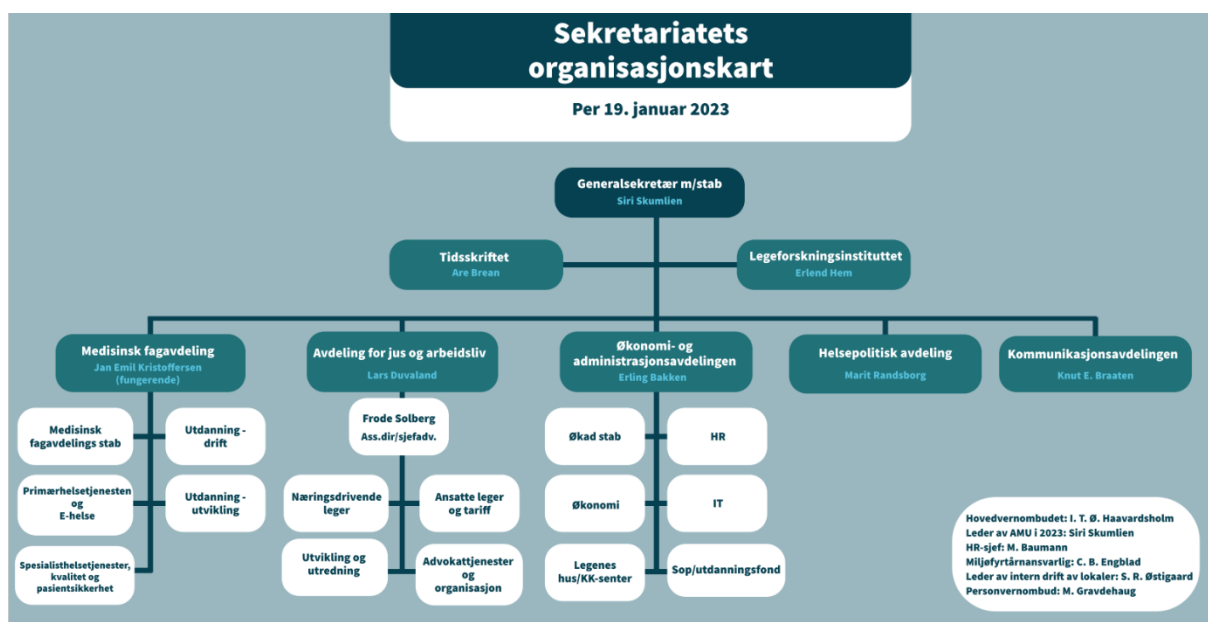 Sekretariatets
organisasjonskart
Per 19. januar 2023
Generalsekretær m/stab
Siri Skumlien
Tidsskriftet
Are Brean
Legeforskningsinstituttet
Erlend Hem
Medisinsk fagavdeling
Jan Emil Kristoffersen
(fungerende)
Avdeling for jus og arbeidsliv
Lars Duvaland
Økonomi- og
administrasjonsavdelingen
Erling Bakken
Helsepolitisk avdeling
Marit Randsborg
Kommunikasjonsavdelingen
Knut E. Braaten
Medisinsk
fagavdelings stab
Utdanning -
drift
Primærhelsetjenesten
og
E-helse
Utdanning -
utvikling
Spesialisthelsetjenester,
kvalitet og
pasientsikkerhet
Frode Solberg
Ass.dir/sjefadv.
Næringsdrivende
leger
Ansatte leger
og tariff
Utvikling og
utredning
Advokattjenester
og
organisasjon
Økad stab
HR
Økonomi
IT
Legenes
hus/KK-senter
Sop/utdanningsfond
Hovedvernombudet: I. T. Ø. Haavardsholm
Leder av AMU i 2023: Siri Skumlien
HR-sjef: M. Baumann
Miljøfyrtårnansvarlig: C. B. Engblad
Leder av intern drift av lokaler: S. R. Østigaard
Personvernombud: M. Gravdehaug